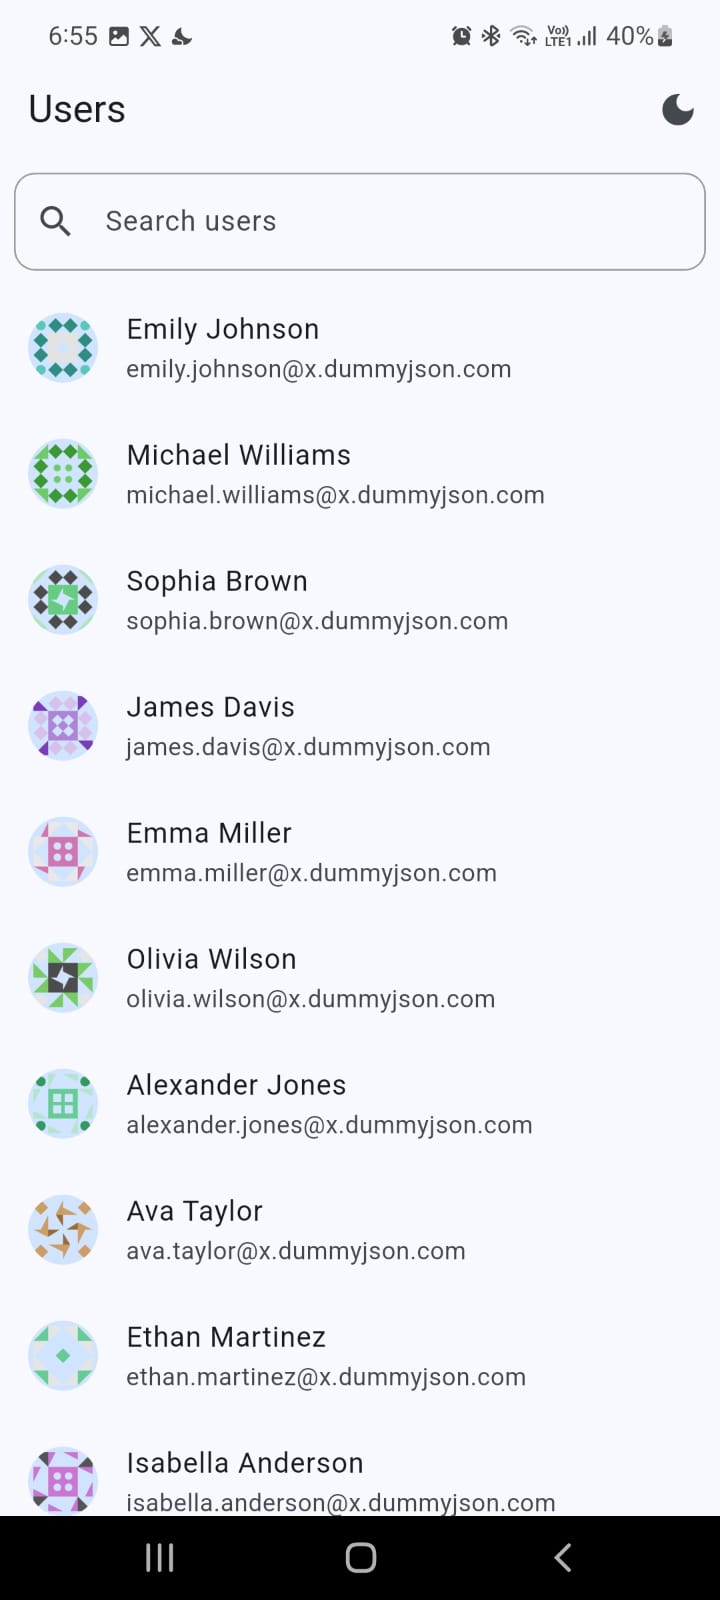 6:55
Vo)) LTE1 40%
Users
Search users
Emily Johnson
emily.johnson@x.dummyjson.com
Michael Williams
michael.williams@x.dummyjson.com
Sophia Brown
sophia.brown@x.dummyjson.com
James Davis
james.davis@x.dummyjson.com
Emma Miller
emma.miller@x.dummyjson.com
Olivia Wilson
olivia.wilson@x.dummyjson.com
Alexander Jones
alexander.jones@x.dummyjson.com
Ava Taylor
ava.taylor@x.dummyjson.com
Ethan Martinez
ethan.martinez@x.dummyjson.com
Isabella Anderson
isabella.anderson@x.dummyjson.com